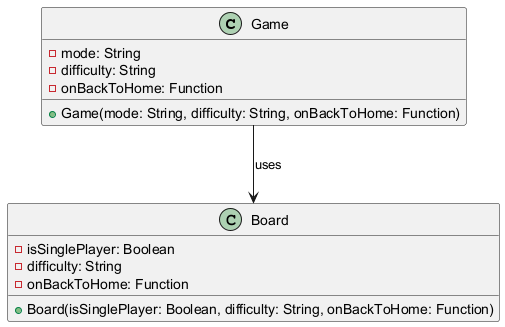 C Game
mode: String
difficulty: String
onBackToHome: Function
Game(mode: String, difficulty: String, onBackToHome: Function)
uses
C Board
isSinglePlayer: Boolean
difficulty: String
onBackToHome: Function
Board(isSinglePlayer: Boolean, difficulty: String, onBackToHome: Function)